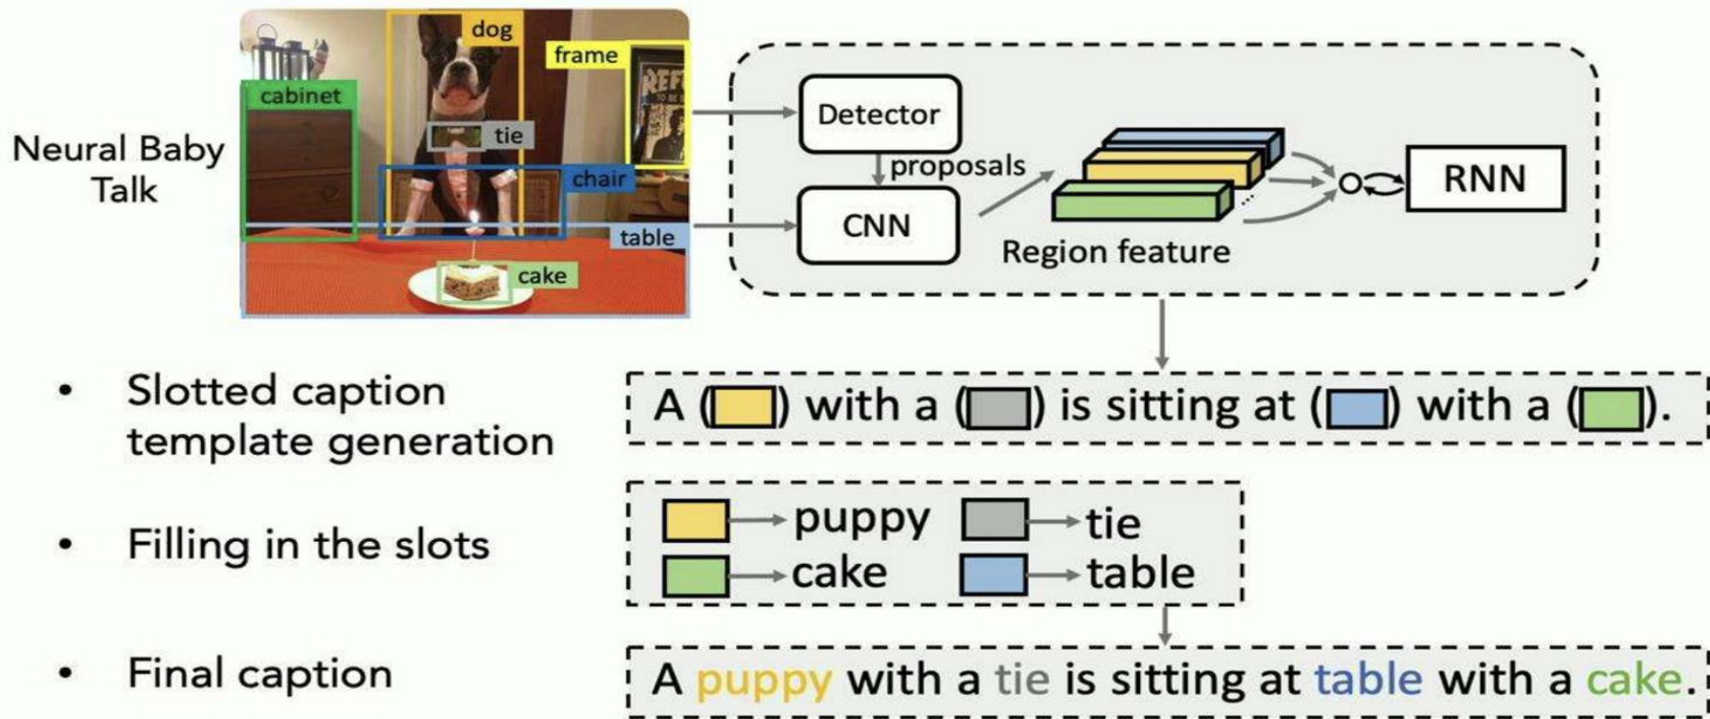 Neural Baby
Talk
dog
frame
cabinet
REF
tie
chair
table
cake
Detector
proposals
CNN
Region feature
RNN
• Slotted caption
template generation
A ( ) with a ( ) is sitting at ( ) with a ( ).
• Filling in the slots
puppy tie
cake table
• Final caption
A puppy with a tie is sitting at table with a cake.